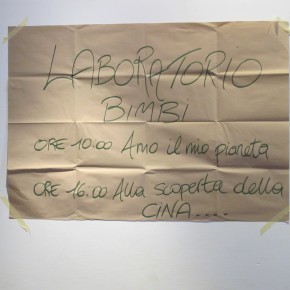 LABORATORIO
BIMBI
ORE 10:00 Amo il mio pianeta
ORE 16:00 Alla scoperta della
CINA....